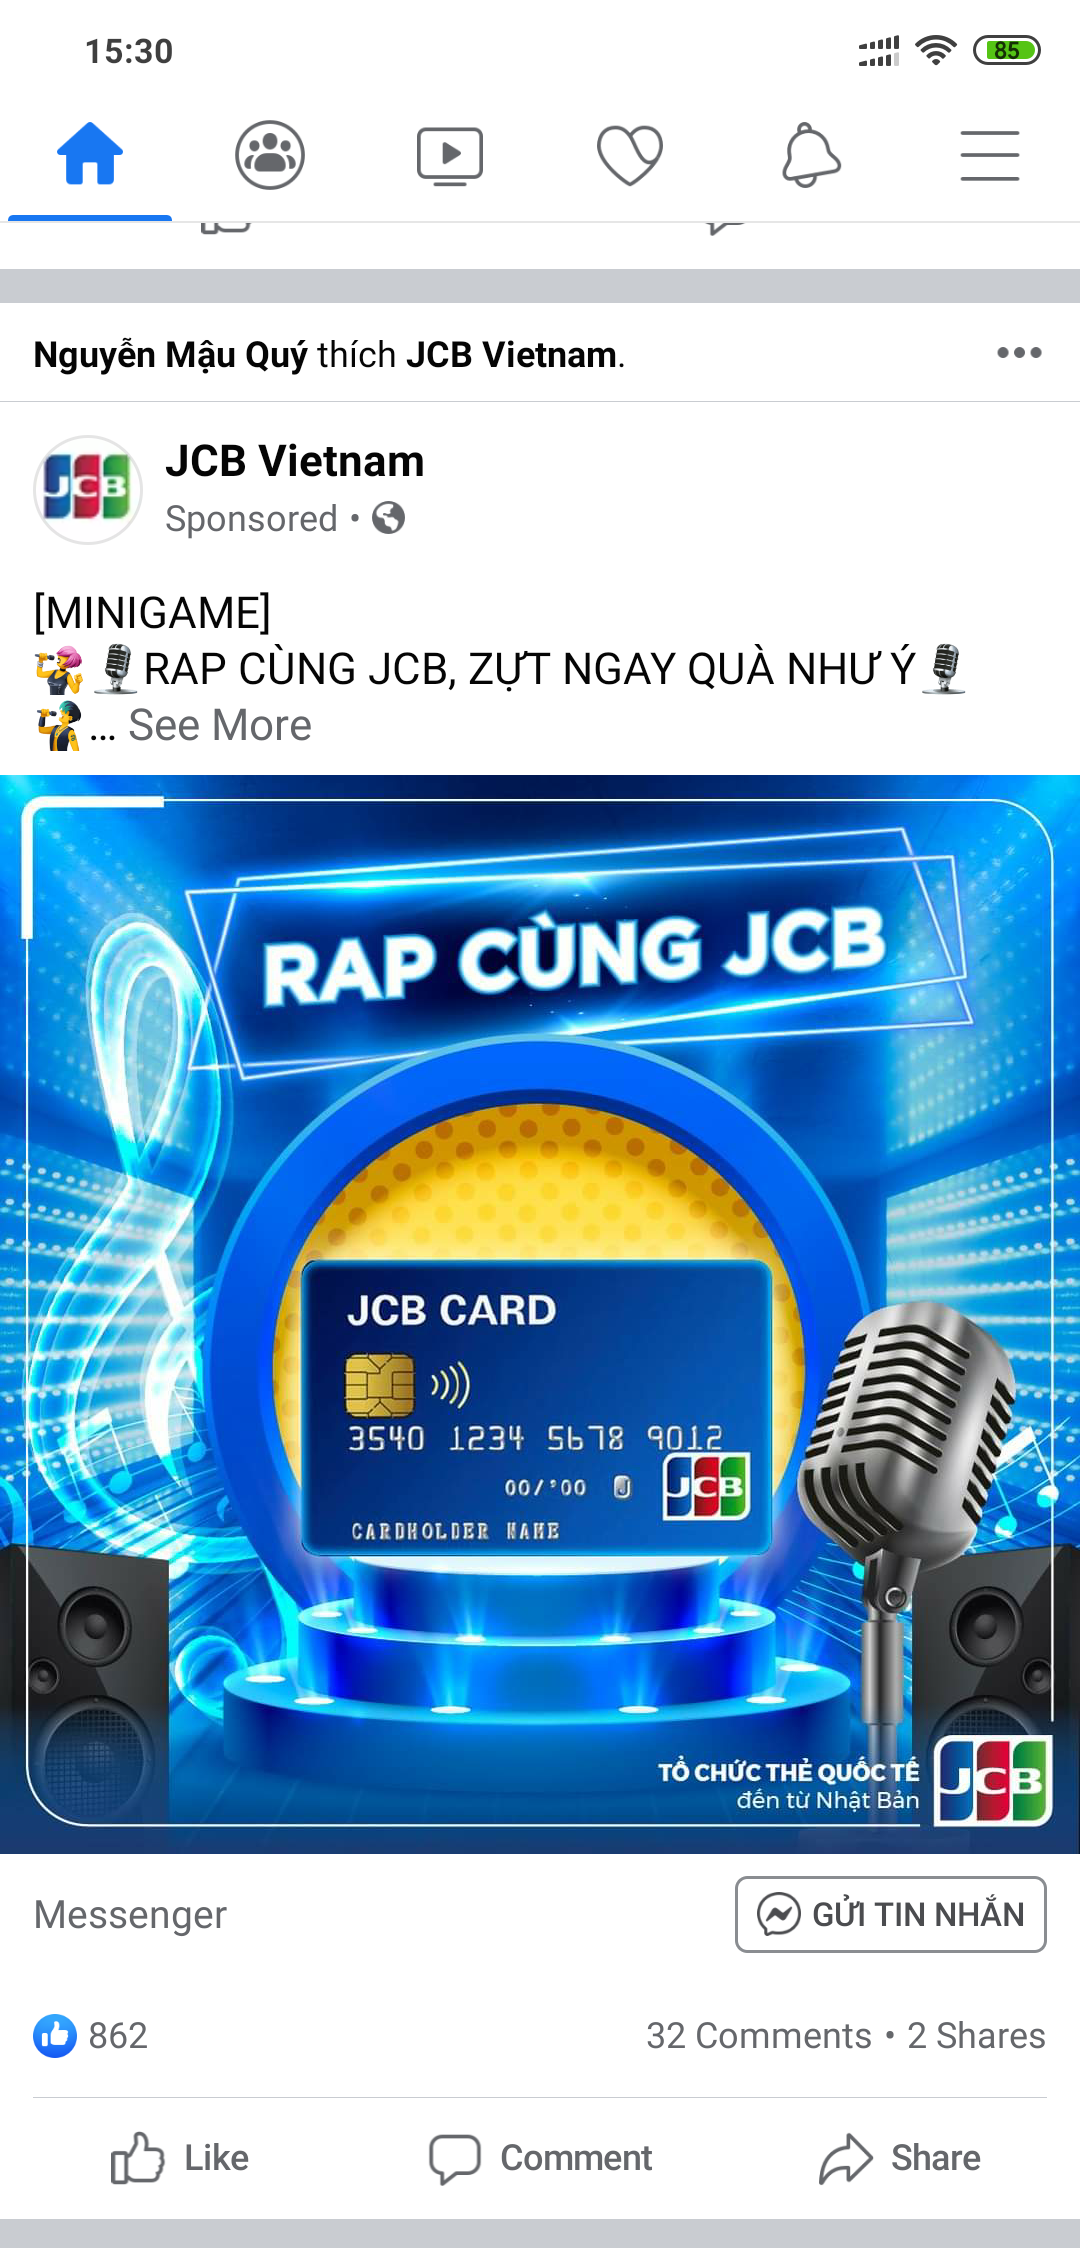 15:30
85
Nguyễn Mậu Quý thích JCB Vietnam.
JCB
JCB Vietnam
Sponsored •
[MINIGAME]
RAP CÙNG JCB, ZỰT NGAY QUÀ NHƯ Ý
... See More
RAP CÙNG JCB
JCB CARD
3540 1234 5678 9012
00/°00 J
JCB
CARDHOLDER NAME
TỔ CHỨC THẺ QUỐC TẾ
đến từ Nhật Bản
JCB
Messenger
GỬI TIN NHẮN
862
32 Comments • 2 Shares
Like
Comment
Share